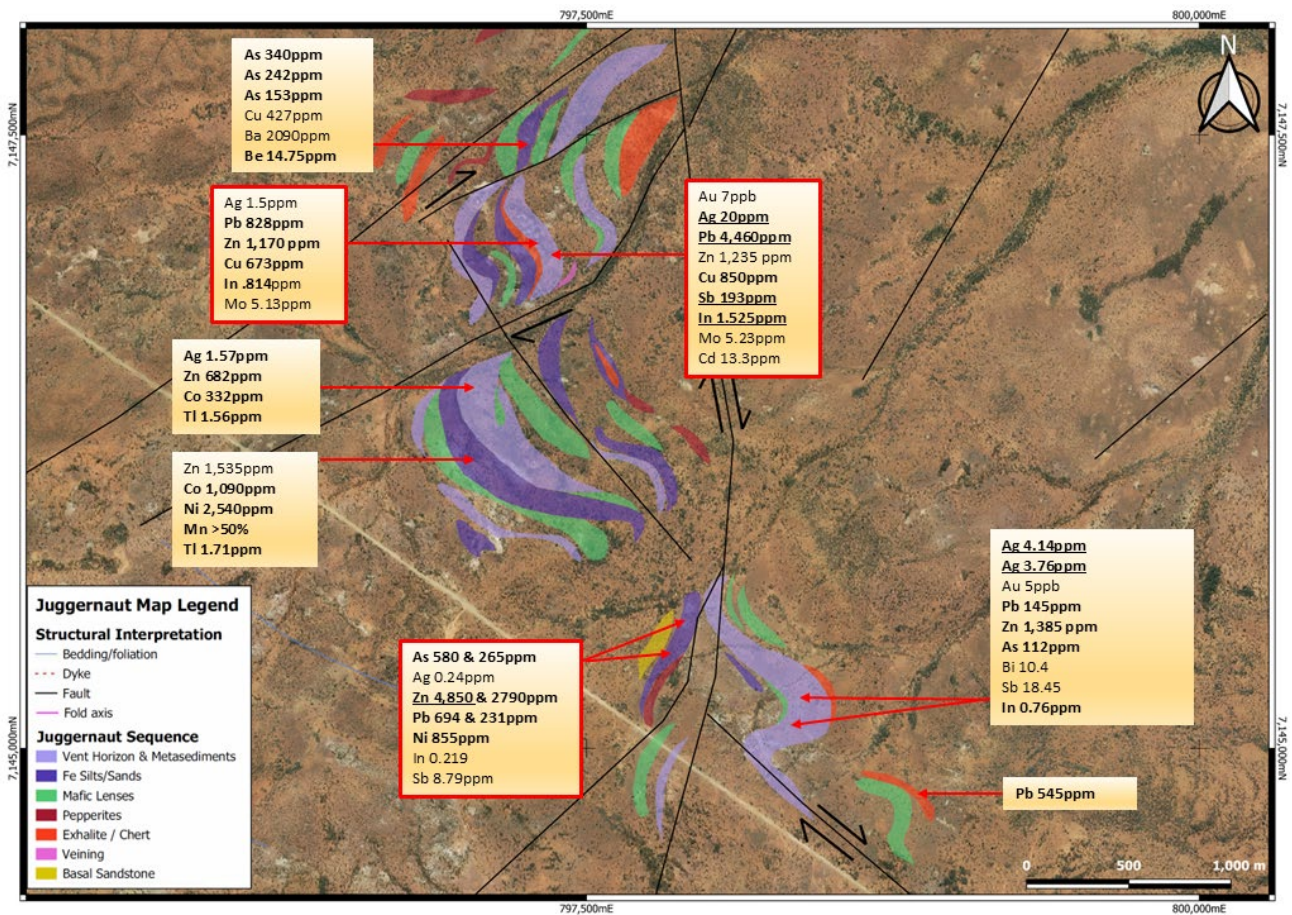 797,500mE
800,000mE
N
7,147,500mN
7,147,500mN
As 340ppm
As 242ppm
As 153ppm
Cu 427ppm
Ba 2090ppm
Be 14.75ppm
Ag 1.5ppm
Pb 828ppm
Zn 1,170 ppm
Cu 673ppm
In .814ppm
Mo 5.13ppm
Au 7ppb
Ag 20ppm
Pb 4,460ppm
Zn 1,235 ppm
Cu 850ppm
Sb 193ppm
In 1.525ppm
Mo 5.23ppm
Cd 13.3ppm
Ag 1.57ppm
Zn 682ppm
Co 332ppm
Tl 1.56ppm
Zn 1,535ppm
Co 1,090ppm
Ni 2,540ppm
Mn >50%
Tl 1.71ppm
Ag 4.14ppm
Ag 3.76ppm
Au 5ppb
Pb 145ppm
Zn 1,385 ppm
As 112ppm
Bi 10.4
Sb 18.45
In 0.76ppm
As 580 & 265ppm
Ag 0.24ppm
Zn 4,850 & 2790ppm
Pb 694 & 231ppm
Ni 855ppm
In 0.219
Sb 8.79ppm
Pb 545ppm
Juggernaut Map Legend
Structural Interpretation
Bedding/foliation
Dyke
Fault
Fold axis
Juggernaut Sequence
Vent Horizon & Metasediments
Fe Silts/Sands
Mafic Lenses
Pepperites
Exhalite / Chert
Veining
Basal Sandstone
7,145,000mN
7,145,000mN
0 500 1,000 m
797,500mE
800,000mE